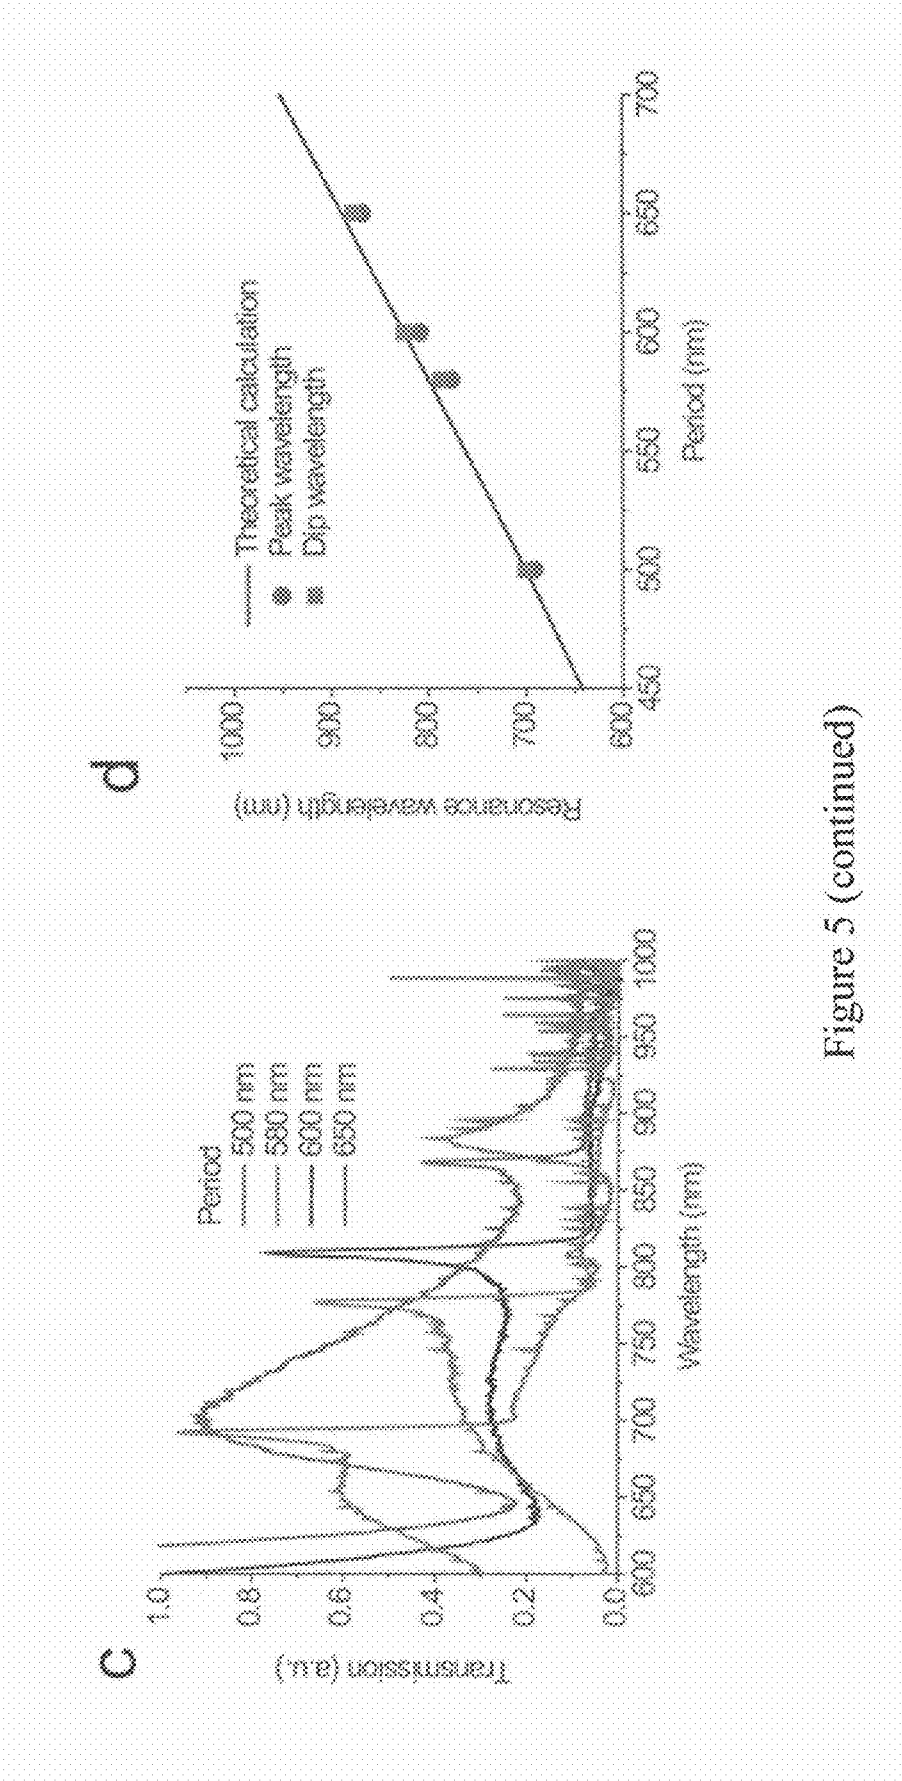 c
Transmission (a.u.)
1.0
0.8
0.6
0.4
0.2
0.0
600 650 700 750 800 850 900 950 1000
Wavelength (nm)
Period
500 nm
580 nm
600 nm
650 nm
d
Resonance wavelength (nm)
1000
900
800
700
600
450 500 550 600 650 700
Period (nm)
Theoretical calculation
Peak wavelength
Dip wavelength
Figure 5 (continued)